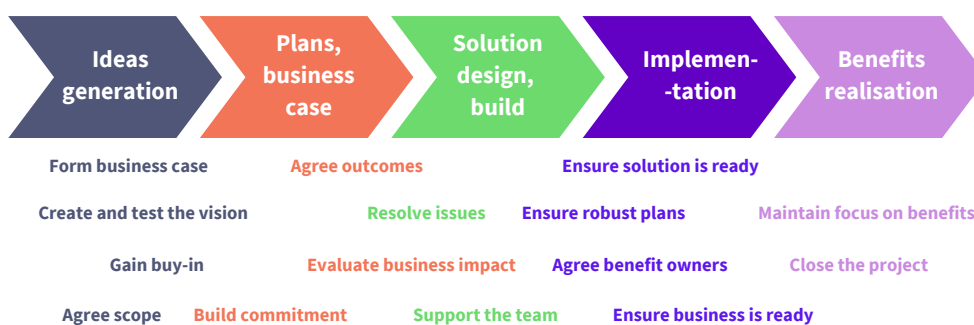 Ideas
generation
Plans,
business
case
Solution
design,
build
Implemen-
-tation
Benefits
realisation
Form business case
Agree outcomes
Ensure solution is ready
Create and test the vision
Resolve issues
Ensure robust plans
Maintain focus on benefits
Gain buy-in
Evaluate business impact
Agree benefit owners
Close the project
Agree scope
Build commitment
Support the team
Ensure business is ready